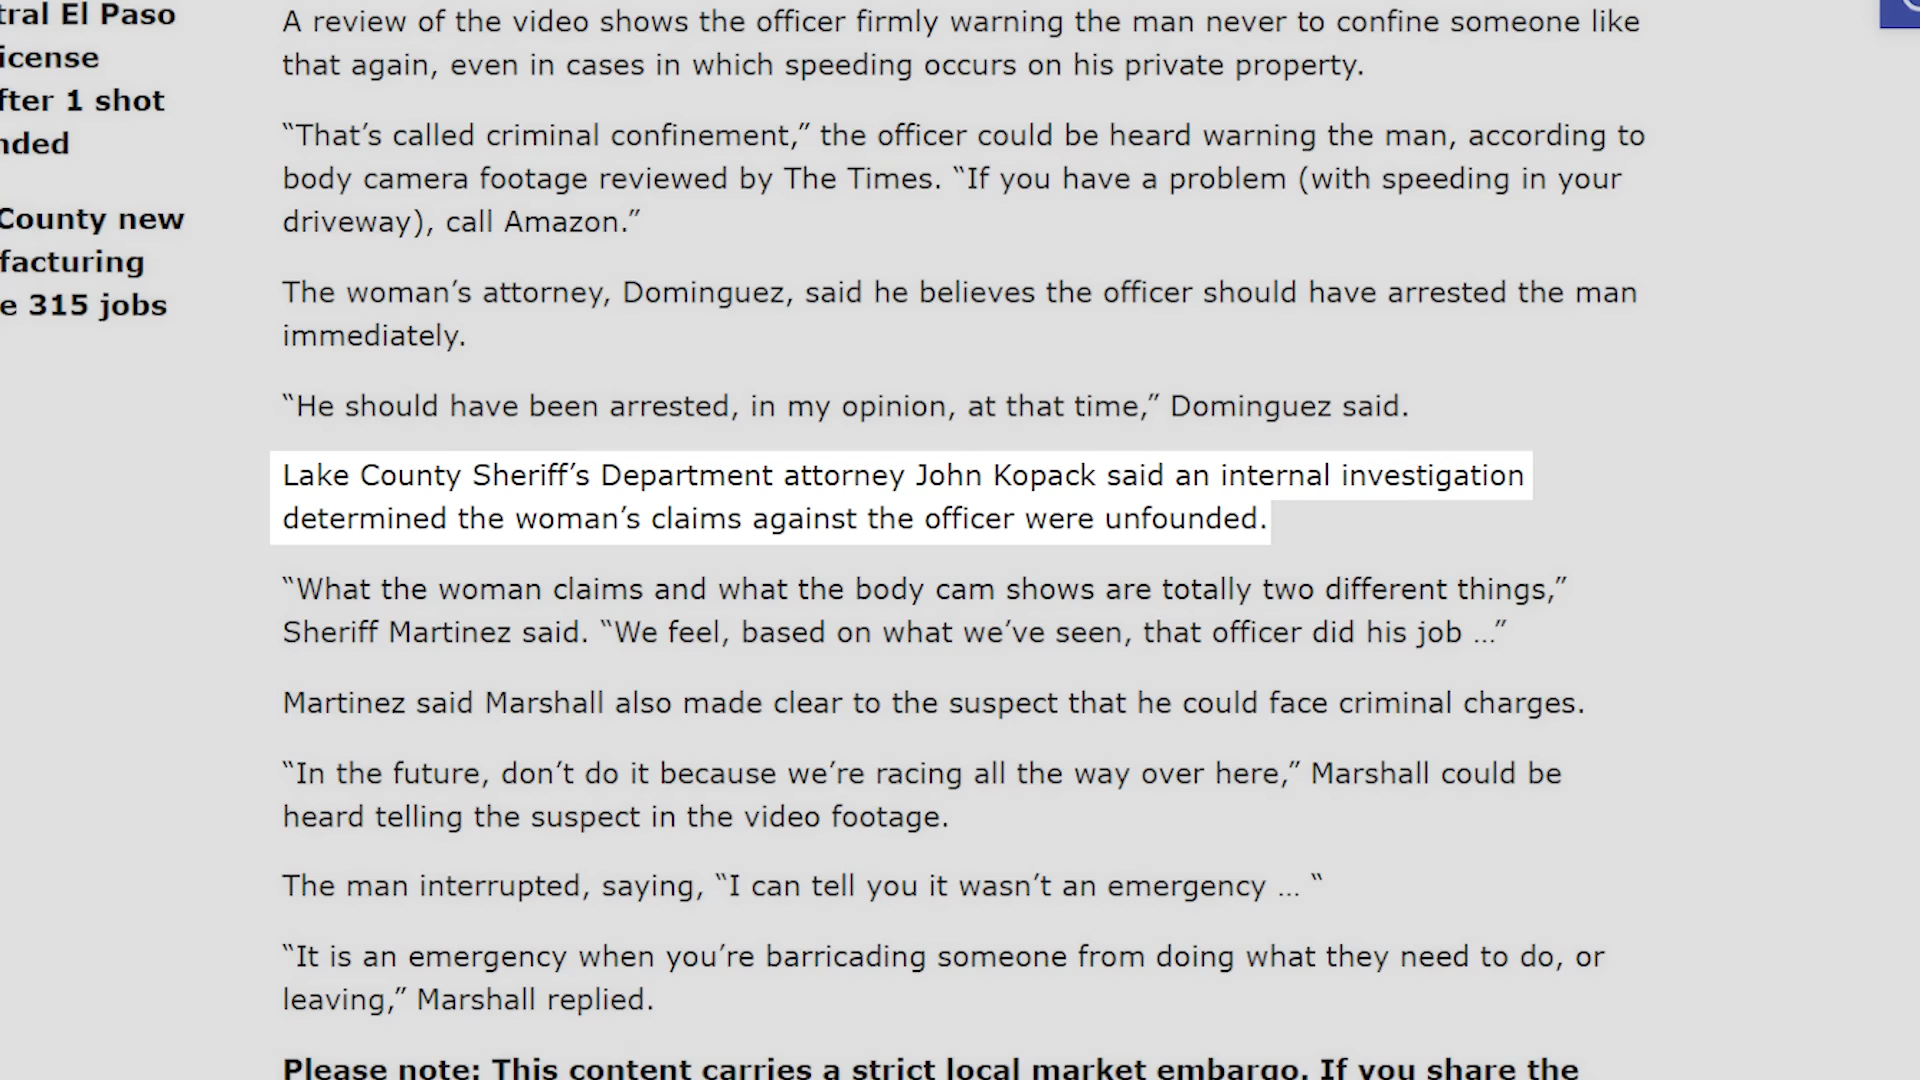 tral El Paso
icense
fter 1 shot
nded
County new
facturing
e 315 jobs
A review of the video shows the officer firmly warning the man never to confine someone like
that again, even in cases in which speeding occurs on his private property.
“That’s called criminal confinement,” the officer could be heard warning the man, according to
body camera footage reviewed by The Times. “If you have a problem (with speeding in your
driveway), call Amazon.”
The woman’s attorney, Dominguez, said he believes the officer should have arrested the man
immediately.
“He should have been arrested, in my opinion, at that time,” Dominguez said.
Lake County Sheriff’s Department attorney John Kopack said an internal investigation
determined the woman’s claims against the officer were unfounded.
“What the woman claims and what the body cam shows are totally two different things,”
Sheriff Martinez said. “We feel, based on what we’ve seen, that officer did his job …”
Martinez said Marshall also made clear to the suspect that he could face criminal charges.
“In the future, don’t do it because we’re racing all the way over here,” Marshall could be
heard telling the suspect in the video footage.
The man interrupted, saying, “I can tell you it wasn’t an emergency … “
“It is an emergency when you’re barricading someone from doing what they need to do, or
leaving,” Marshall replied.
Please note: This content carries a strict local market embargo. If you share the